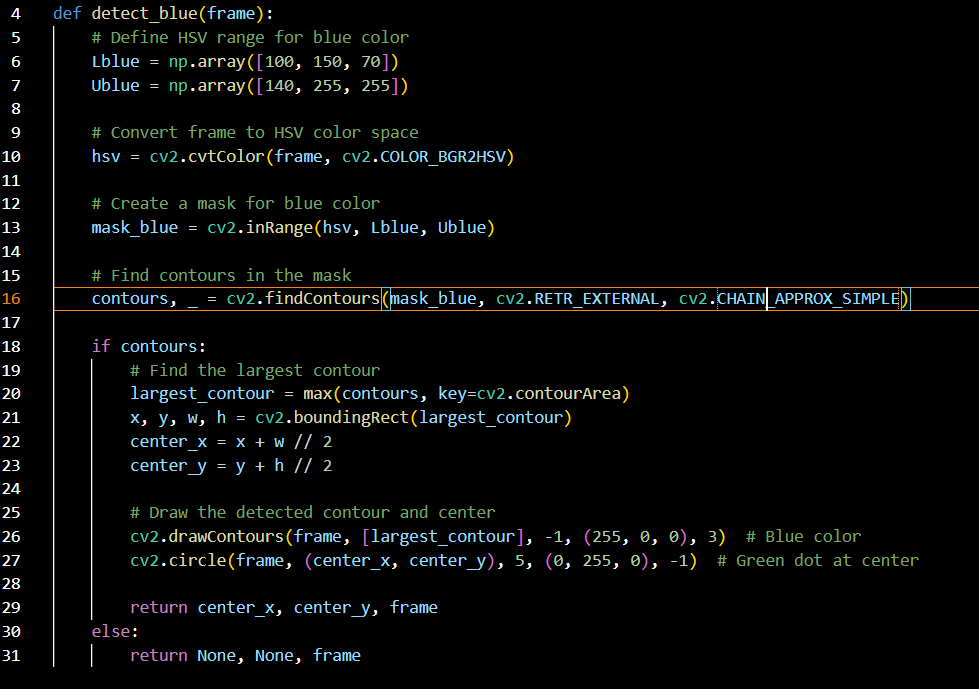 4 def detect_blue(frame):
5 # Define HSV range for blue color
6 Lblue = np.array([100, 150, 70])
7 Ublue = np.array([140, 255, 255])
8
9 # Convert frame to HSV color space
10 hsv = cv2.cvtColor(frame, cv2.COLOR_BGR2HSV)
11
12 # Create a mask for blue color
13 mask_blue = cv2.inRange(hsv, Lblue, Ublue)
14
15 # Find contours in the mask
16 contours, _ = cv2.findContours(mask_blue, cv2.RETR_EXTERNAL, cv2.CHAIN_APPROX_SIMPLE)
17
18 if contours:
19 # Find the largest contour
20 largest_contour = max(contours, key=cv2.contourArea)
21 x, y, w, h = cv2.boundingRect(largest_contour)
22 center_x = x + w // 2
23 center_y = y + h // 2
24
25 # Draw the detected contour and center
26 cv2.drawContours(frame, [largest_contour], -1, (255, 0, 0), 3)  # Blue color
27 cv2.circle(frame, (center_x, center_y), 5, (0, 255, 0), -1)  # Green dot at center
28
29 return center_x, center_y, frame
30 else:
31 return None, None, frame